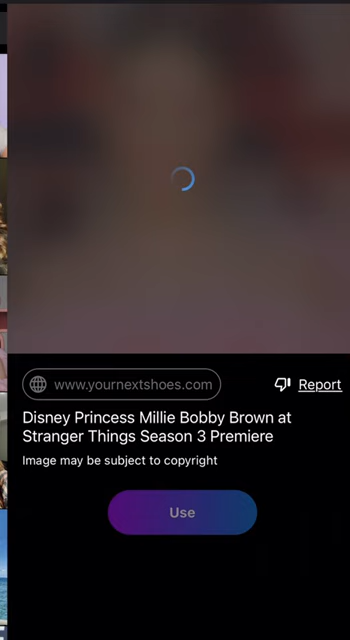 www.yournextshoes.com
Report
Disney Princess Millie Bobby Brown at
Stranger Things Season 3 Premiere
Image may be subject to copyright
Use